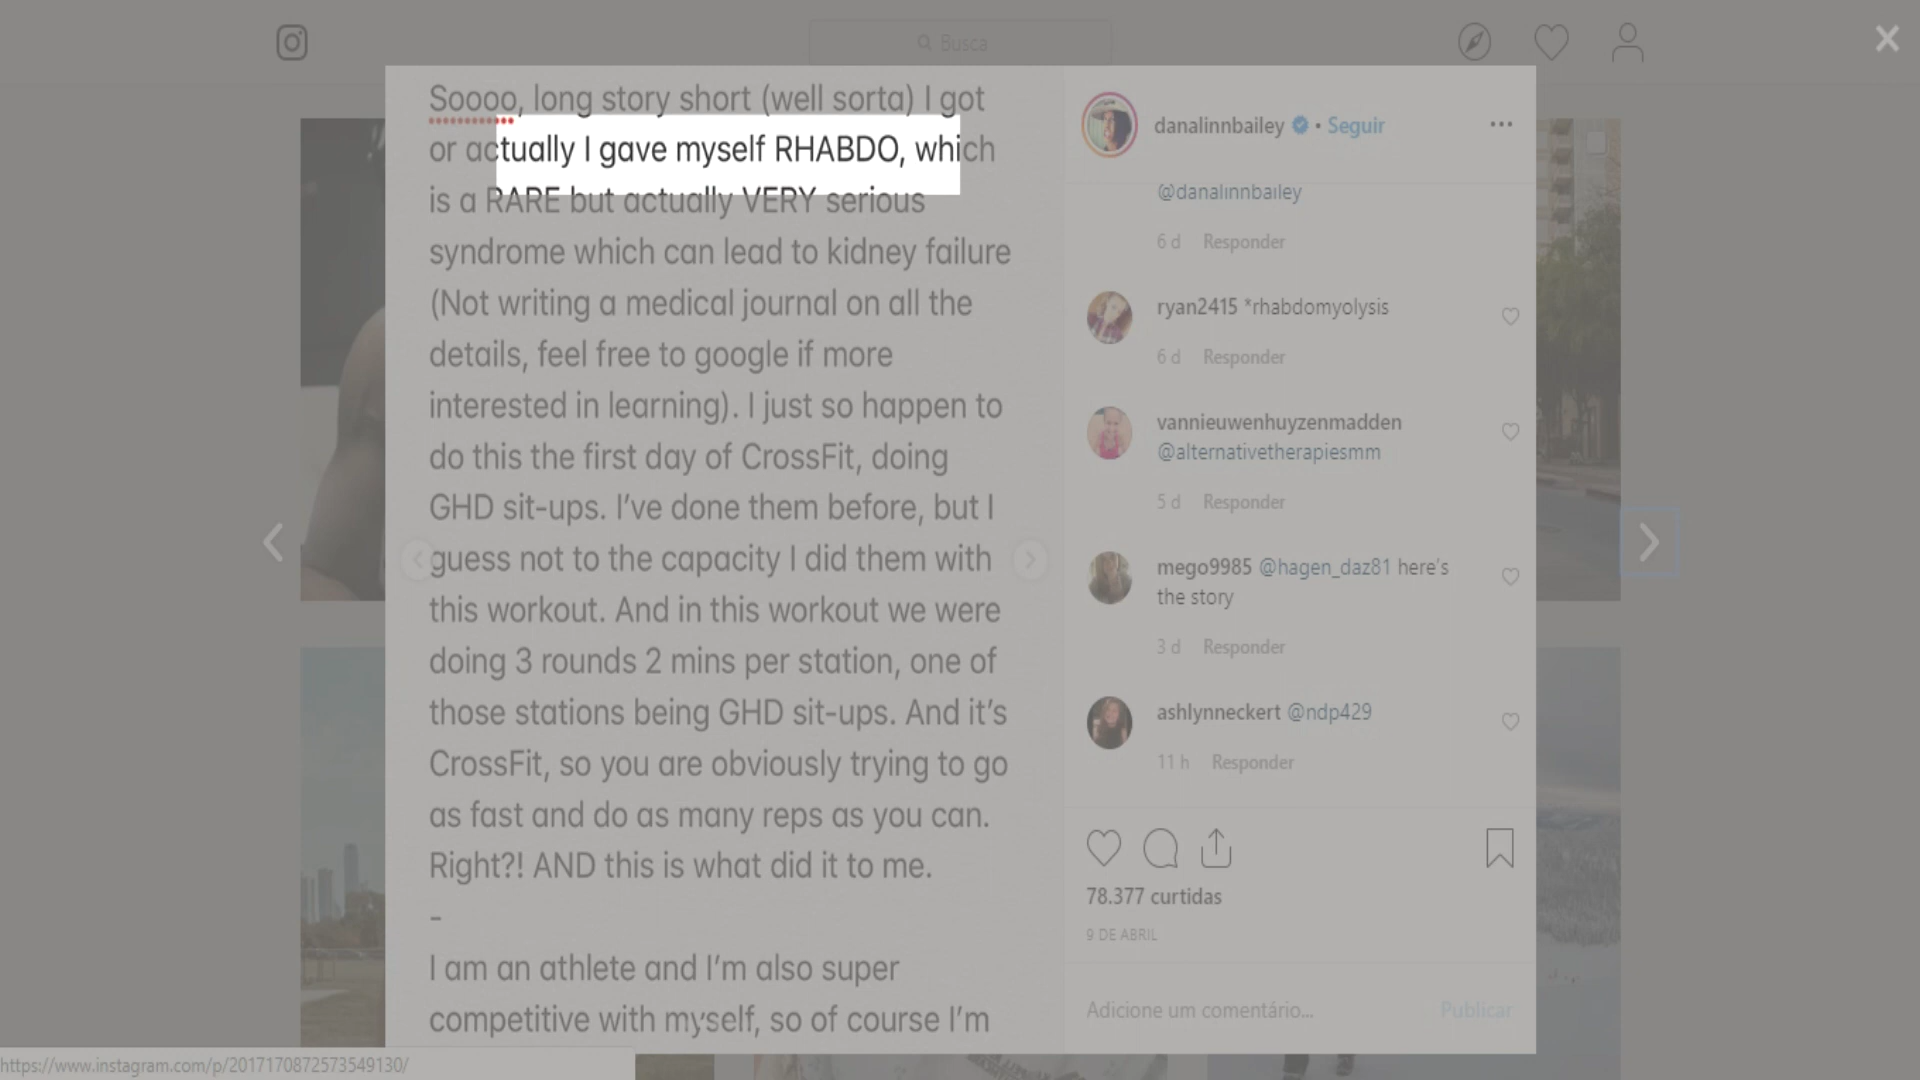 Busca
Soooo, long story short (well sorta) I got
or actually I gave myself RHABDO, which
is a RARE but actually VERY serious
syndrome which can lead to kidney failure
(Not writing a medical journal on all the
details, feel free to google if more
interested in learning). I just so happen to
do this the first day of CrossFit, doing
GHD sit-ups. I've done them before, but I
guess not to the capacity I did them with
this workout. And in this workout we were
doing 3 rounds 2 mins per station, one of
those stations being GHD sit-ups. And it's
CrossFit, so you are obviously trying to go
as fast and do as many reps as you can.
Right?! AND this is what did it to me.
-
I am an athlete and I'm also super
competitive with myself, so of course I'm
danalinnbailey • Seguir
@danalinnbailey
6 d Responder
ryan2415 *rhabdomyolysis
6 d Responder
vannieuwenhuyzenmadden
@alternativetherapiesmm
5 d Responder
mego9985 @hagen_daz81 here's
the story
3 d Responder
ashlynneckert @ndp429
11 h Responder
78.377 curtidas
9 DE ABRIL
Adicione um comentário... Publicar
https://www.instagram.com/p/2017170872573549130/